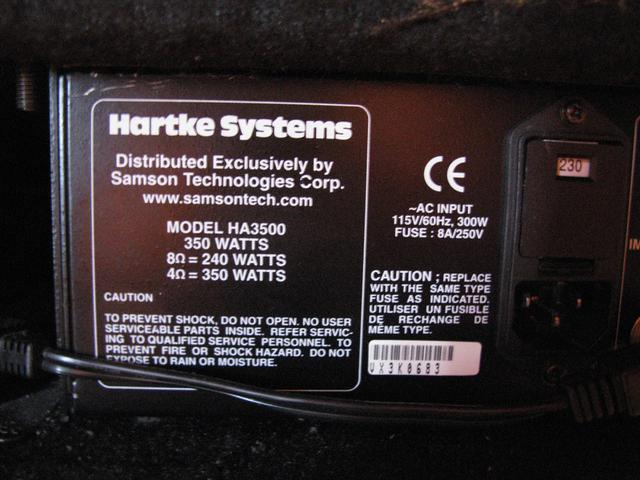 Hartke Systems
Distributed Exclusively by
Samson Technologies Corp.
www.samsontech.com
MODEL HA3500
350 WATTS
8Ω = 240 WATTS
4Ω = 350 WATTS
CAUTION
TO PREVENT SHOCK, DO NOT OPEN. NO USER
SERVICEABLE PARTS INSIDE. REFER SERVIC-
ING TO QUALIFIED SERVICE PERSONNEL. TO
PREVENT FIRE OR SHOCK HAZARD. DO NOT
EXPOSE TO RAIN OR MOISTURE.
CE
~AC INPUT
115V/60Hz, 300W
FUSE : 8A/250V
CAUTION ; REPLACE
WITH THE SAME TYPE
FUSE AS INDICATED.
UTILISER UN FUSIBLE
DE RECHANGE DE
MÊME TYPE.
VX3K0683
230